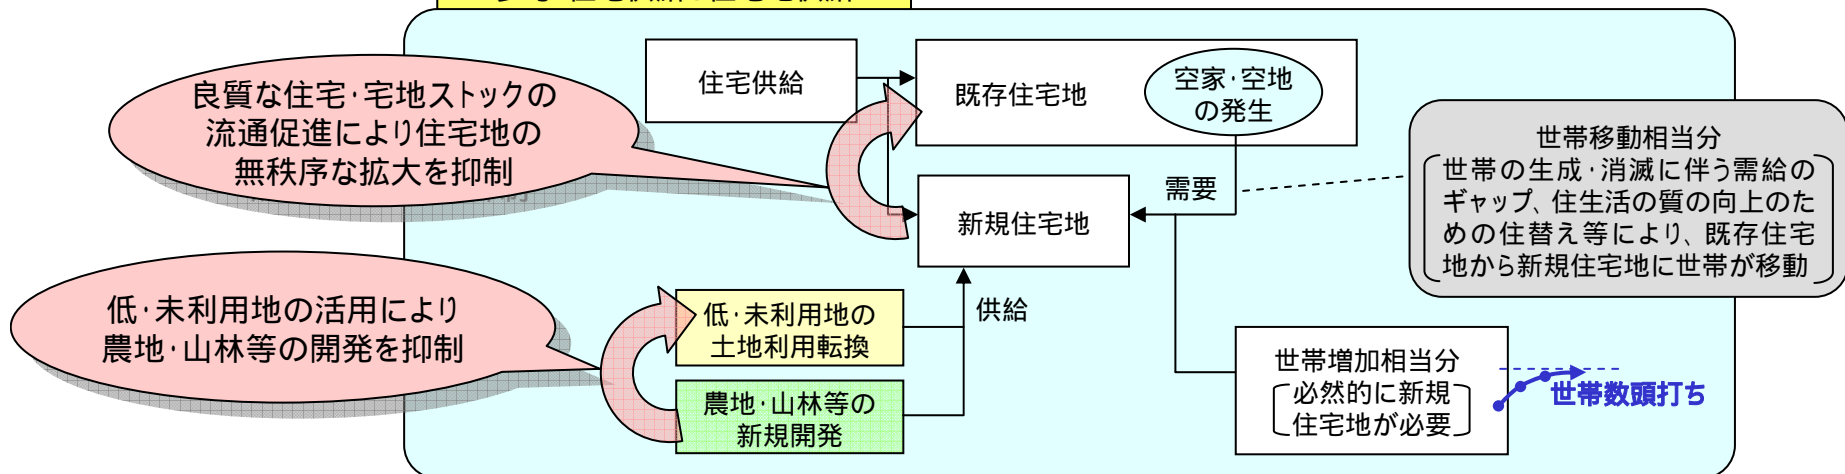 住宅供給
既存住宅地
空家・空地
の発生
良質な住宅・宅地ストックの
流通促進により住宅地の
無秩序な拡大を抑制
世帯移動相当分
世帯の生成・消滅に伴う需給の
ギャップ、住生活の質の向上のた
めの住替え等により、既存住宅
地から新規住宅地に世帯が移動
需要
新規住宅地
低・未利用地の活用により
農地・山林等の開発を抑制
低・未利用地の
土地利用転換
供給
農地・山林等の
新規開発
世帯増加相当分
必然的に新規
住宅地が必要
世帯数頭打ち